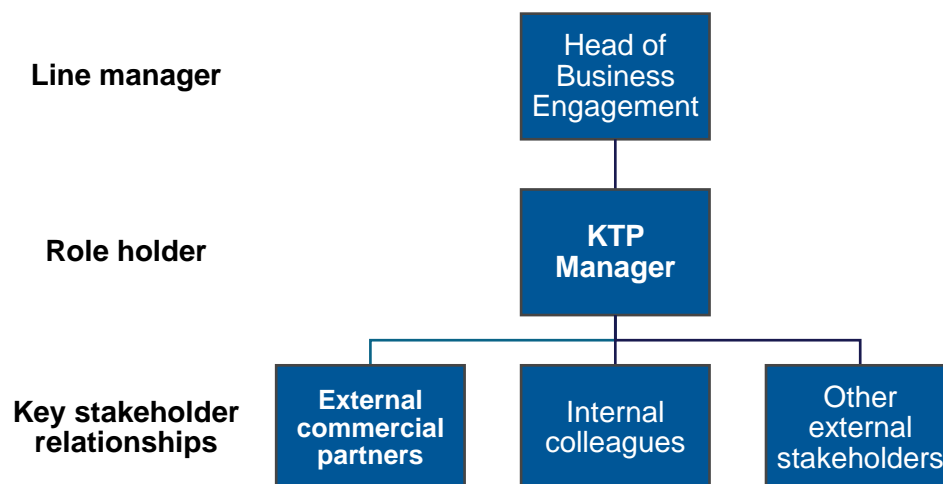 Line manager
Head of
Business
Engagement
Role holder
KTP
Manager
Key stakeholder
relationships
External
commercial
partners
Internal
colleagues
Other
external
stakeholders